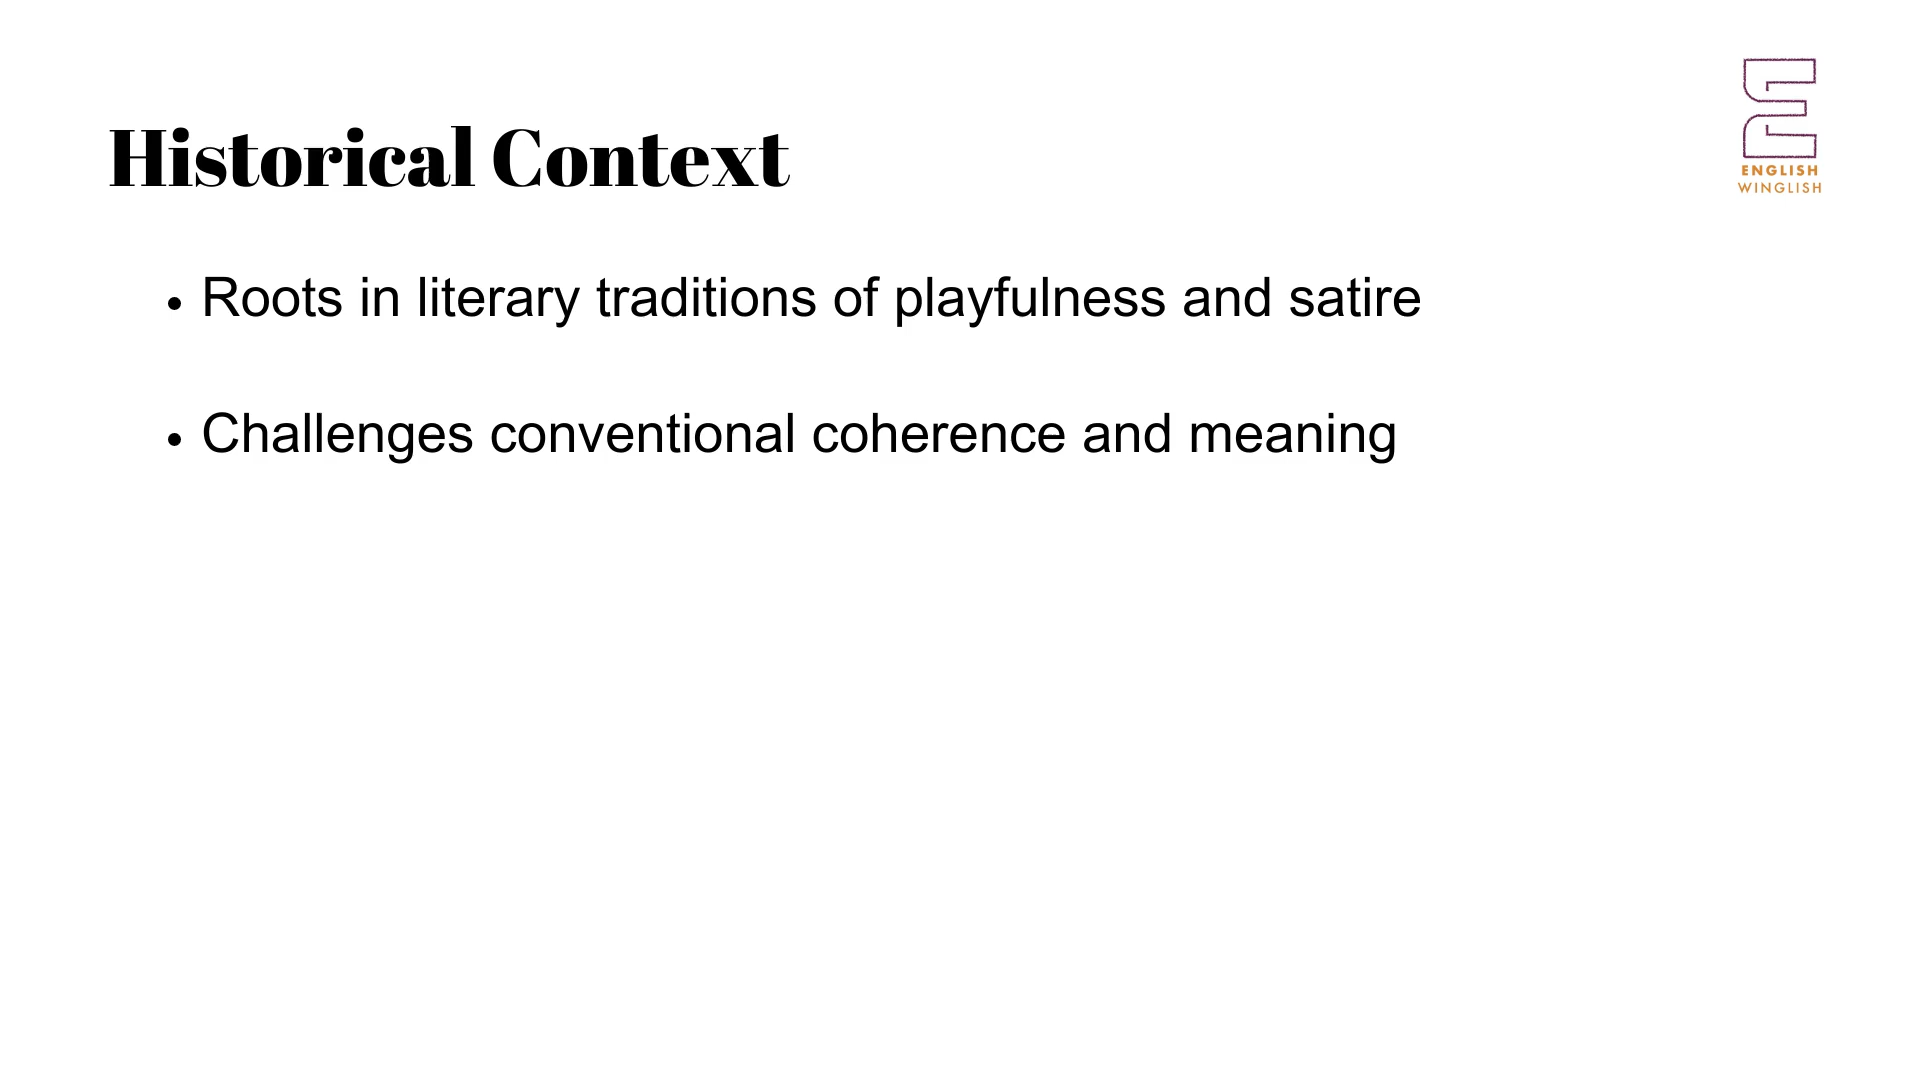 Historical Context
ENGLISH
WINGLISH
• Roots in literary traditions of playfulness and satire
• Challenges conventional coherence and meaning